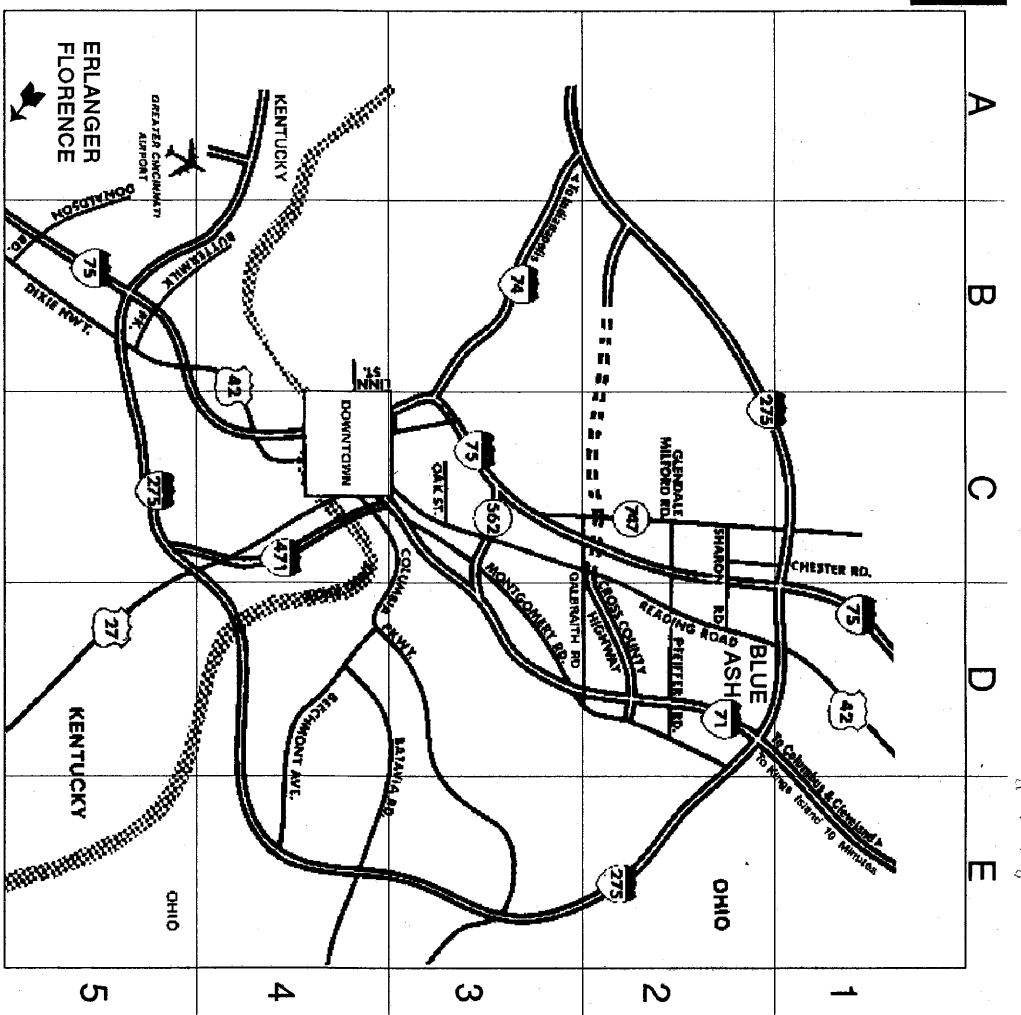 A
B
C
D
E
1
2
3
4
5
ERLANGER
FLORENCE
GREATER CINCINNATI
AIRPORT
KENTUCKY
DONALDSON
RD.
75
BUTTERMILK
PK.
DIXIE HWY.
42
To Indianapolis
74
LINN
ST.
DOWNTOWN
275
275
75
OAK ST.
562
747
GLENDALE
MILFORD RD.
SHARON RD.
CHESTER RD.
75
471
27
COLUMBIA
PKWY.
MONTGOMERY RD.
GALBRAITH RD
CROSS COUNTY
HIGHWAY
READING ROAD
PFEIFFER RD.
BLUE
ASH
71
42
To Columbus & Cleveland
To Kings Island 10 Minutes
KENTUCKY
BEECHMONT AVE.
BATAVIA RD.
275
OHIO
OHIO